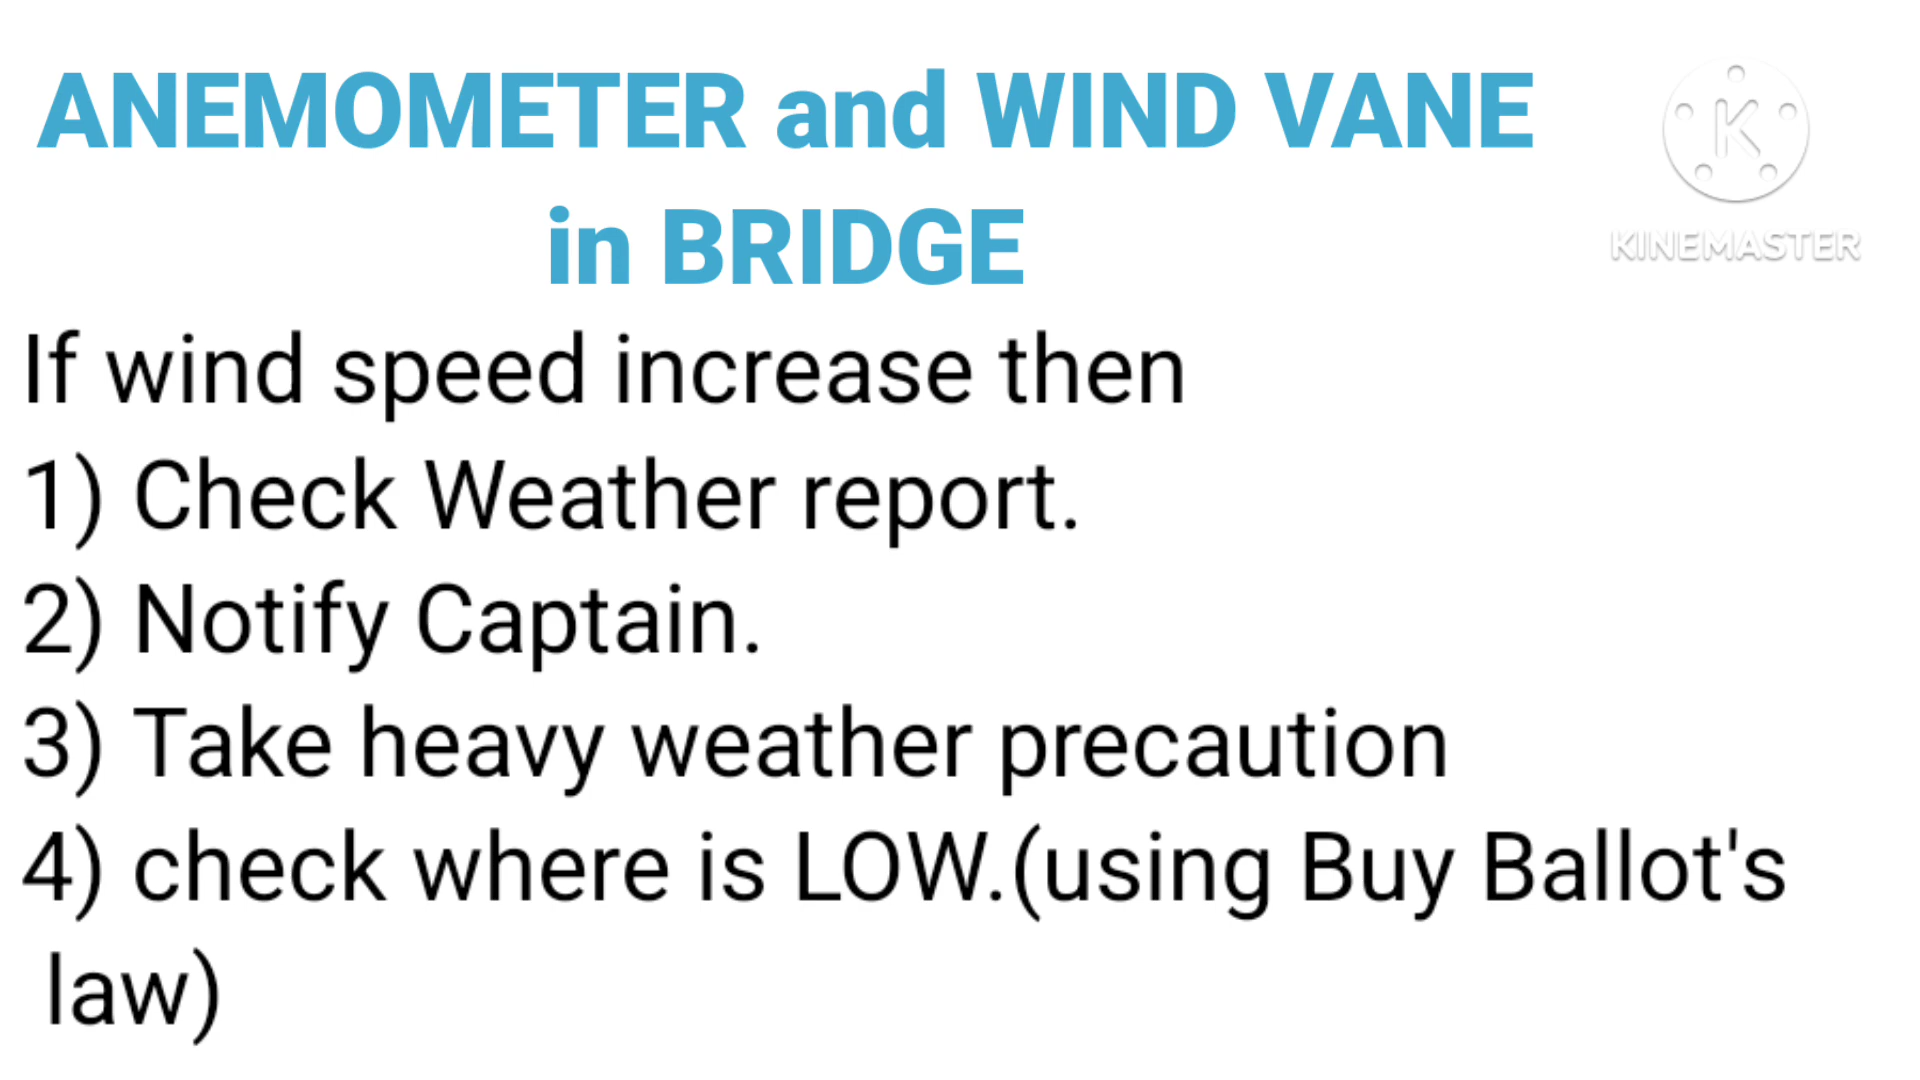 ANEMOMETER and WIND VANE
in BRIDGE
K
KINEMASTER
If wind speed increase then
1) Check Weather report.
2) Notify Captain.
3) Take heavy weather precaution
4) check where is LOW.(using Buy Ballot's
law)